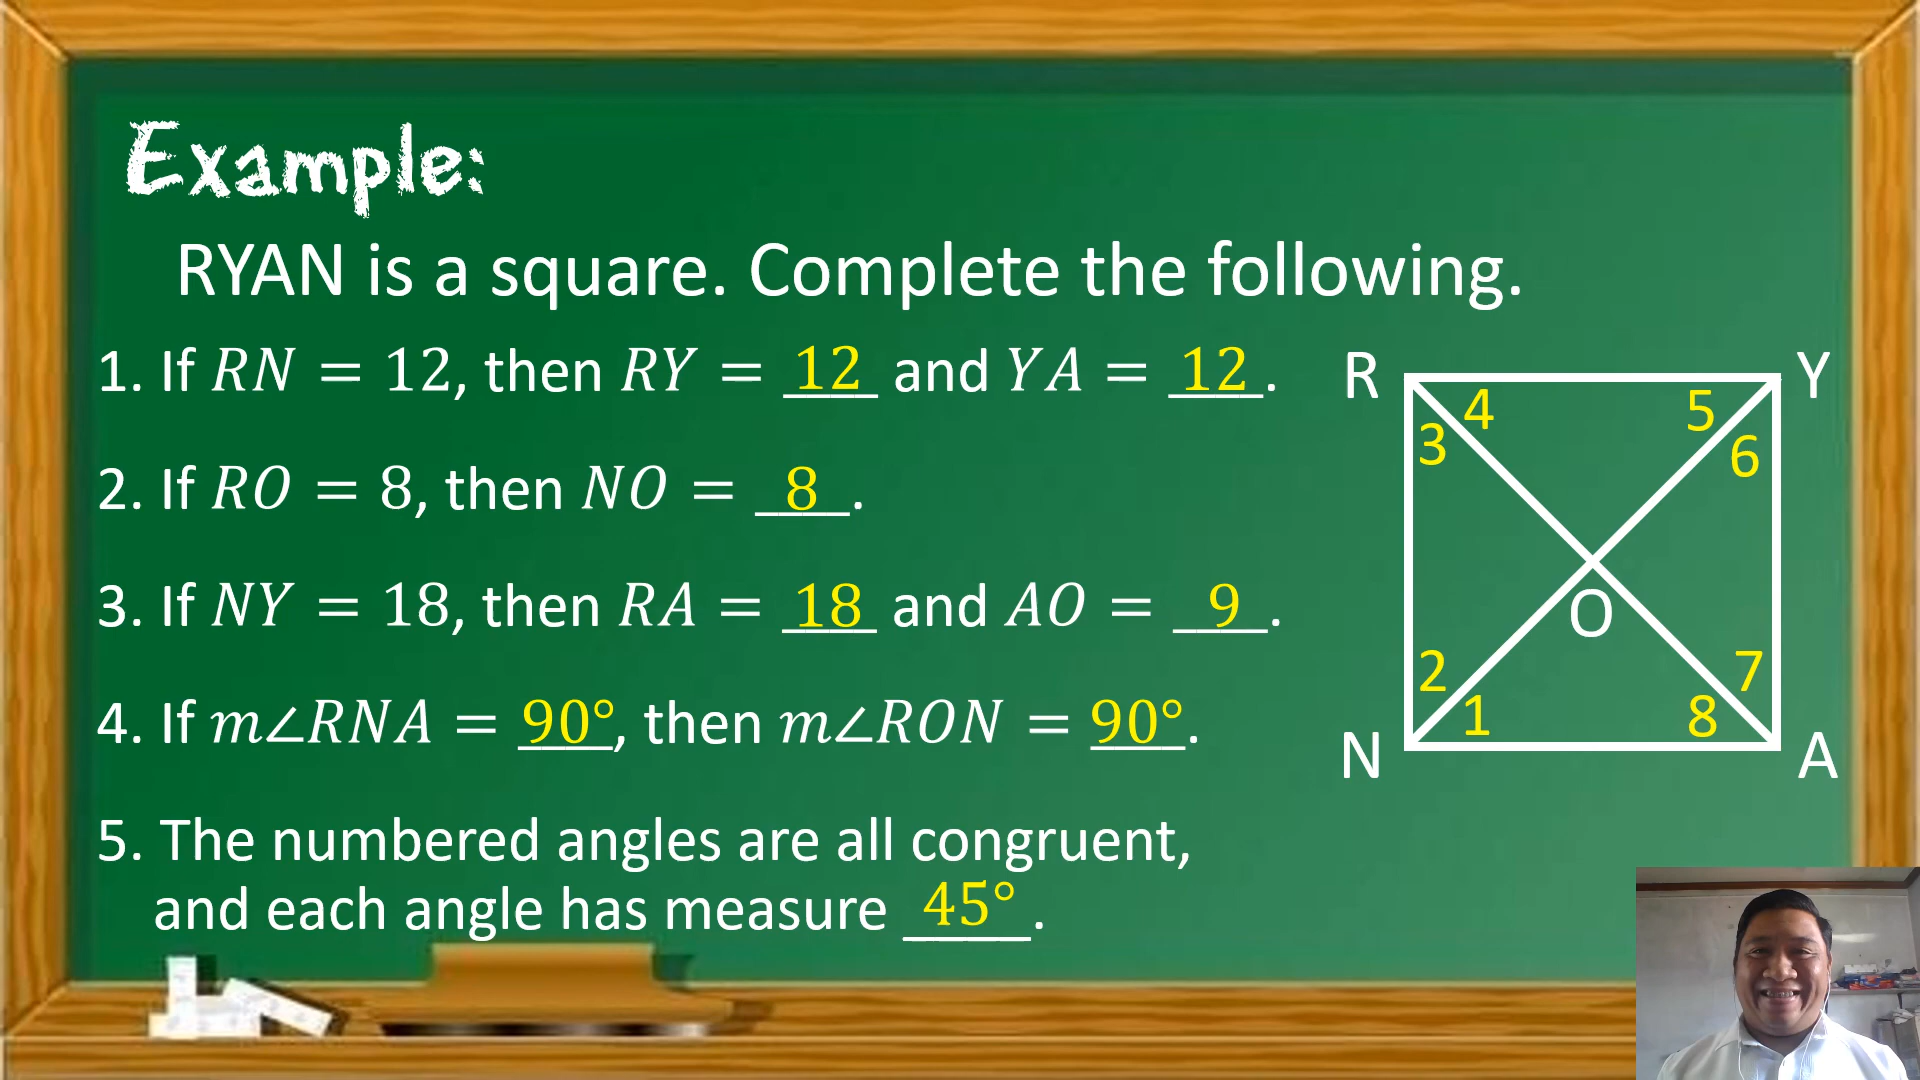 Example:
RYAN is a square. Complete the following.
1. If RN = 12, then RY = 12 and YA = 12.
2. If RO = 8, then NO = 8.
3. If NY = 18, then RA = 18 and AO = 9.
4. If m∠RNA = 90°, then m∠RON = 90°.
5. The numbered angles are all congruent,
and each angle has measure 45°.
R Y
4 5
3 6
O
2 7
1 8
N A